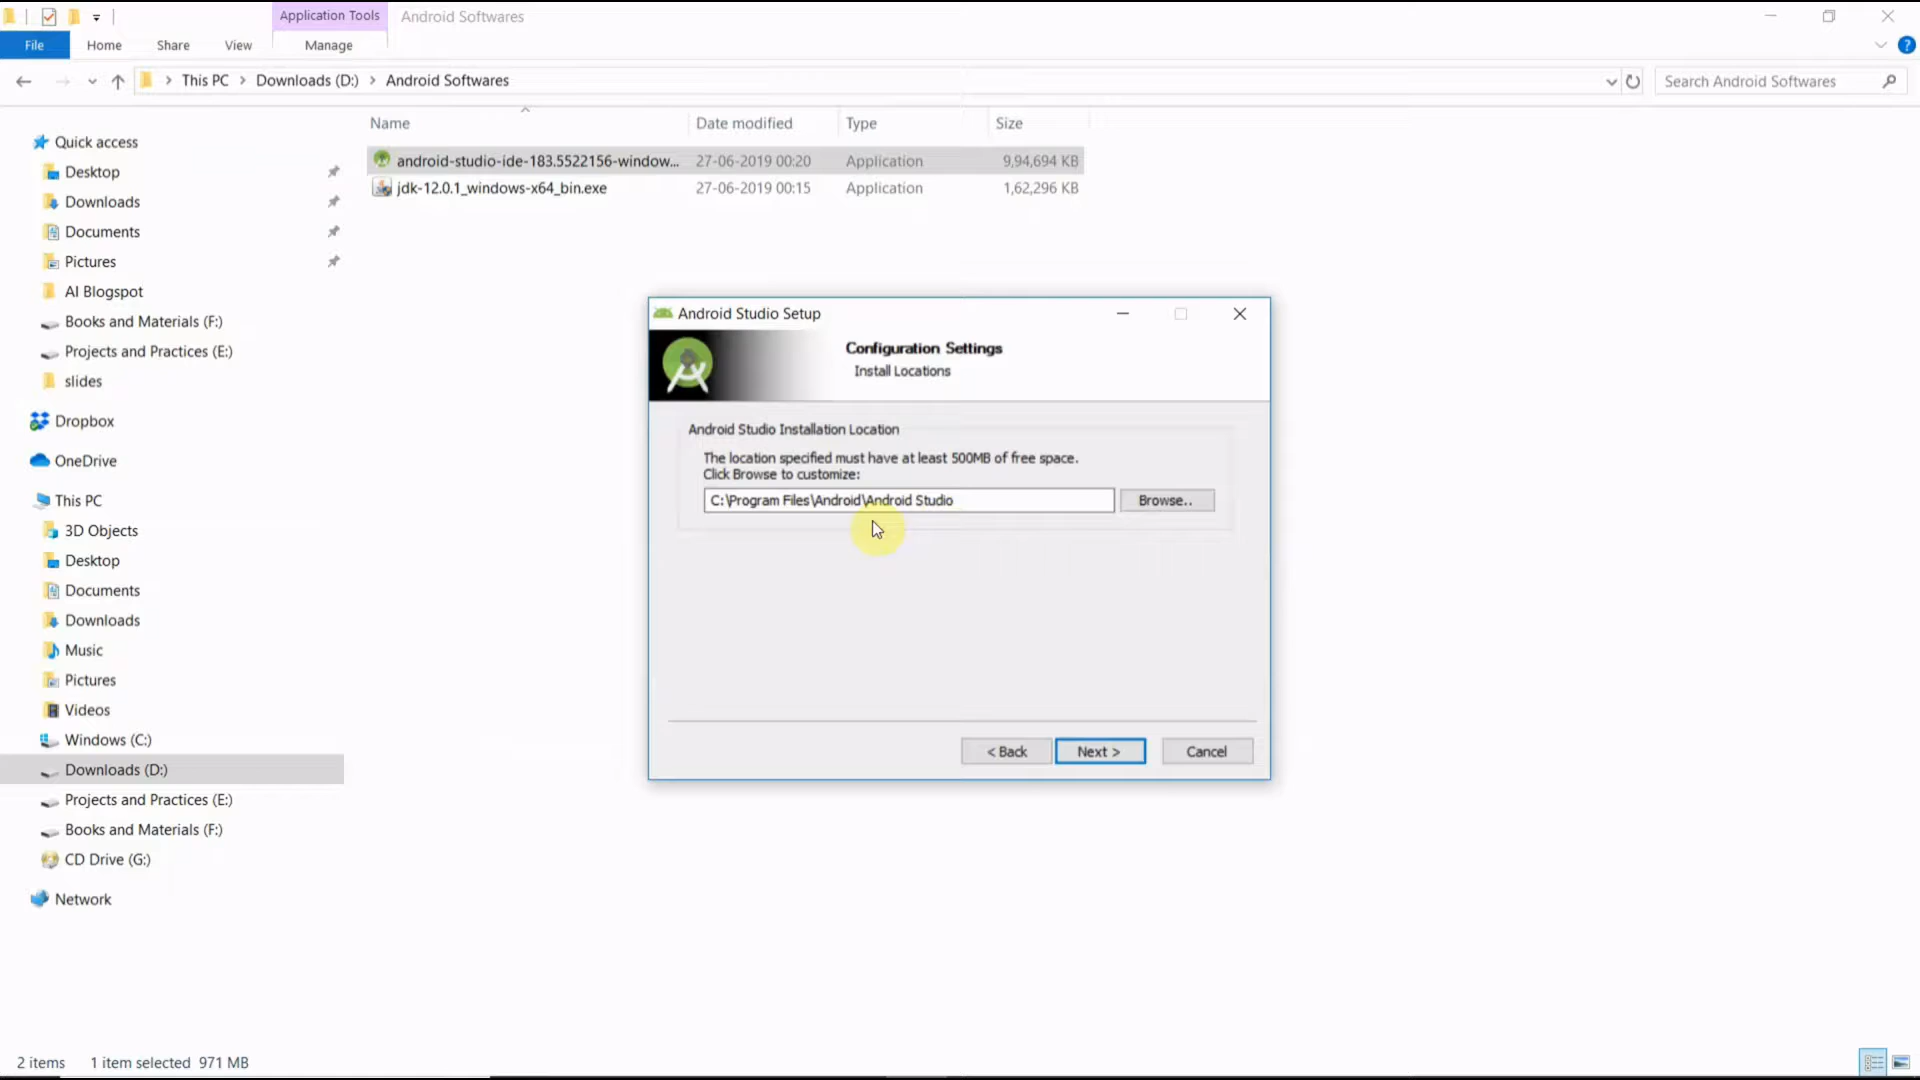 Application Tools
Android Softwares
File
Home
Share
View
Manage
This PC
Downloads (D:)
Android Softwares
Search Android Softwares
Name
Date modified
Type
Size
android-studio-ide-183.5522156-window...
27-06-2019 00:20
Application
9,94,694 KB
jdk-12.0.1_windows-x64_bin.exe
27-06-2019 00:15
Application
1,62,296 KB
Quick access
Desktop
Downloads
Documents
Pictures
AI Blogspot
Books and Materials (F:)
Projects and Practices (E:)
slides
Dropbox
OneDrive
This PC
3D Objects
Desktop
Documents
Downloads
Music
Pictures
Videos
Windows (C:)
Downloads (D:)
Projects and Practices (E:)
Books and Materials (F:)
CD Drive (G:)
Network
Android Studio Setup
Configuration Settings
Install Locations
Android Studio Installation Location
The location specified must have at least 500MB of free space.
Click Browse to customize:
C:\Program Files\Android\Android Studio
Browse..
< Back
Next >
Cancel
2 items
1 item selected 971 MB